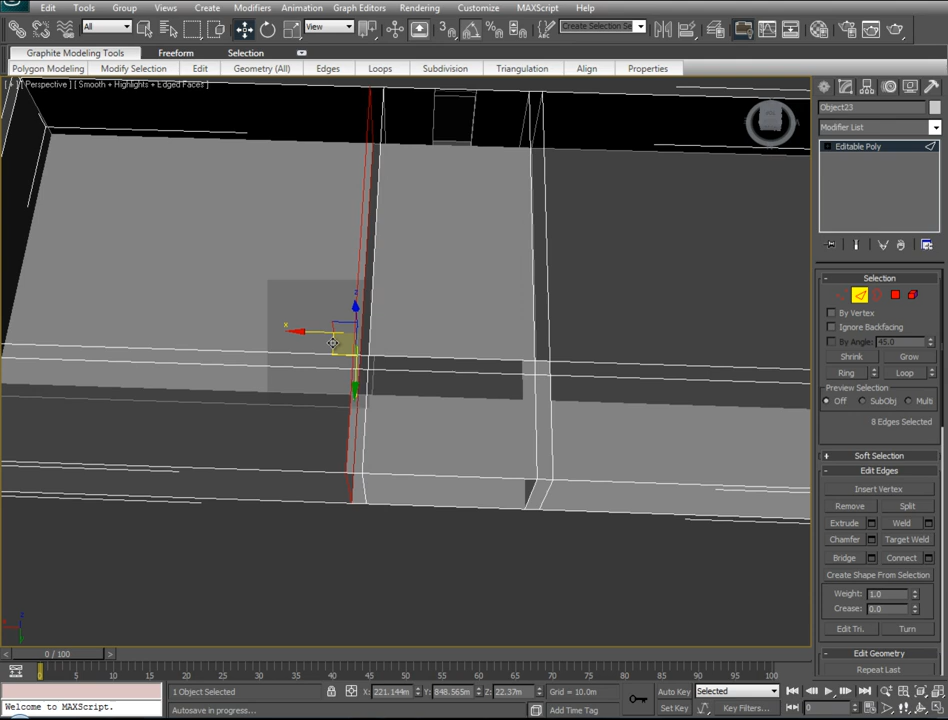 Edit Tools Group Views Create Modifiers Animation Graph Editors Rendering Customize MAXScript Help
All View Create Selection Se
Graphite Modeling Tools Freeform Selection
Polygon Modeling Modify Selection Edit Geometry (All) Edges Loops Subdivision Triangulation Align Properties
[ + ] [ Perspective ] [ Smooth + Highlights + Edged Faces ]
Object23
Modifier List
Editable Poly
- Selection
By Vertex
Ignore Backfacing
By Angle: 45.0
Shrink Grow
Ring Loop
Preview Selection
Off SubObj Multi
8 Edges Selected
+ Soft Selection
- Edit Edges
Insert Vertex
Remove Split
Extrude Weld
Chamfer Target Weld
Bridge Connect
Create Shape From Selection
Weight: 1.0
Crease: 0.0
Edit Tri. Turn
- Edit Geometry
Repeat Last
x
z
0 / 100
0 5 10 15 20 25 30 35 40 45 50 55 60 65 70 75 80 85 90 95 100
1 Object Selected X: 221.144m Y: 848.565m Z: 22.37m Grid = 10.0m Auto Key Selected
Welcome to MAXScript. Autosave in progress... Add Time Tag Set Key Key Filters... 0